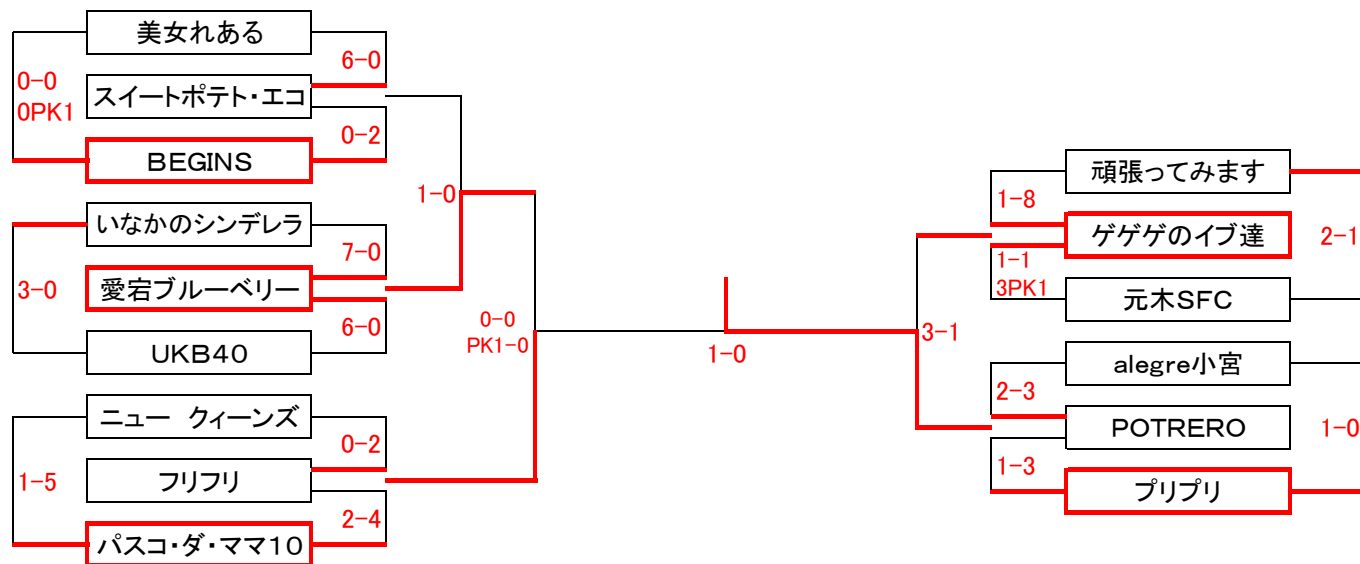 美女れある
6-0
0-0
0PK1
スイートポテト・エコ
0-2
BEGINS
1-0
いなかのシンデレラ
7-0
3-0
愛宕ブルーベリー
6-0
UKB40
0-0
PK1-0
ニュー クィーンズ
0-2
1-5
フリフリ
2-4
パスコ・ダ・ママ10
1-0
頑張ってみます
1-8
ゲゲゲのイブ達
2-1
1-1
3PK1
元木SFC
3-1
alegre小宮
2-3
POTRERO
1-0
1-3
プリプリ